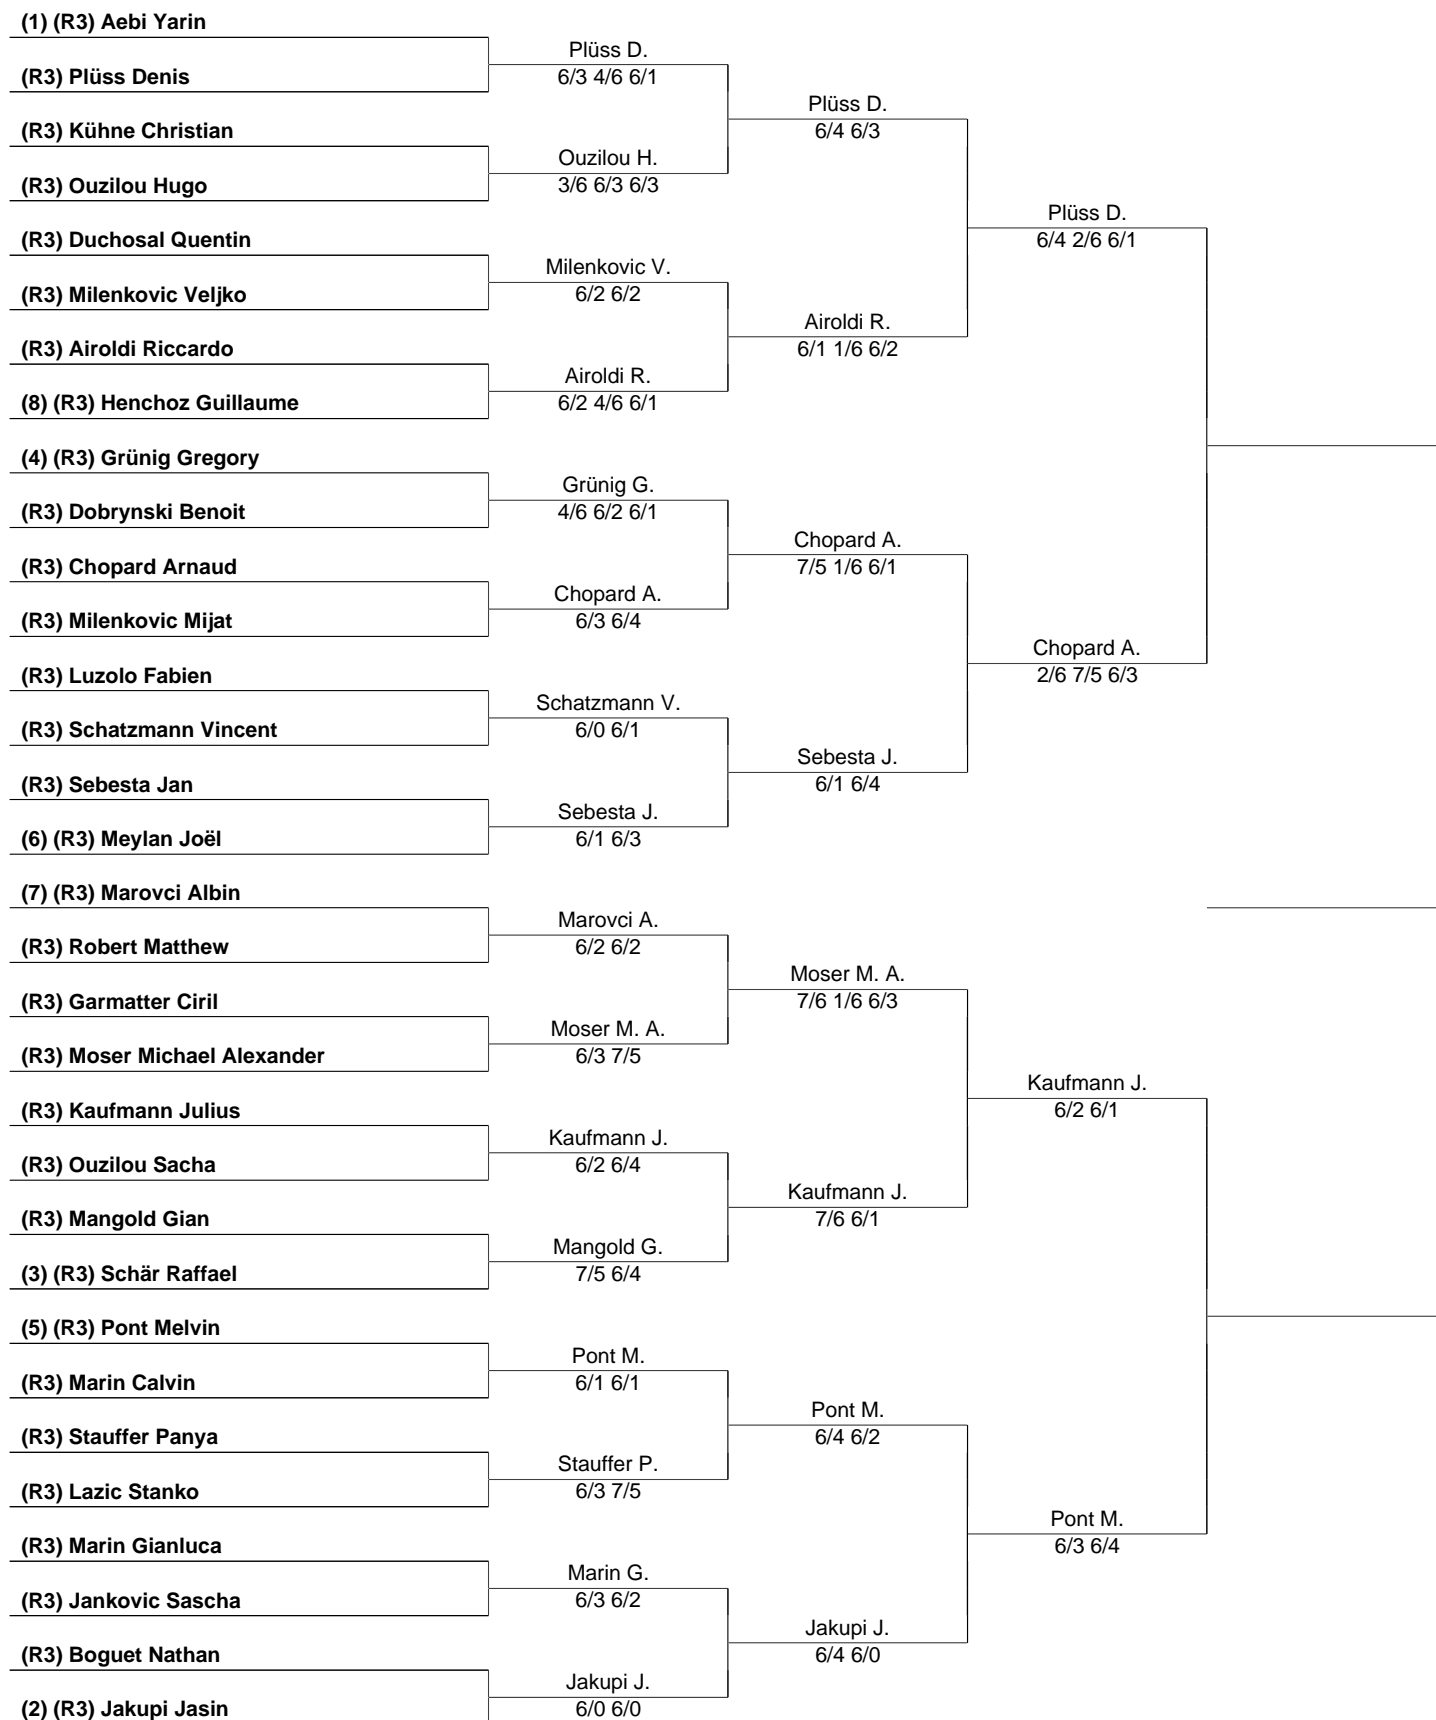 (1) (R3) Aebi Yarin
Plüss D.
(R3) Plüss Denis
6/3 4/6 6/1
Plüss D.
(R3) Kühne Christian
6/4 6/3
Ouzilou H.
(R3) Ouzilou Hugo
3/6 6/3 6/3
Plüss D.
(R3) Duchosal Quentin
6/4 2/6 6/1
Milenkovic V.
(R3) Milenkovic Veljko
6/2 6/2
Airoldi R.
(R3) Airoldi Riccardo
6/1 1/6 6/2
Airoldi R.
(8) (R3) Henchoz Guillaume
6/2 4/6 6/1
(4) (R3) Grünig Gregory
Grünig G.
(R3) Dobrynski Benoit
4/6 6/2 6/1
Chopard A.
(R3) Chopard Arnaud
7/5 1/6 6/1
Chopard A.
(R3) Milenkovic Mijat
6/3 6/4
Chopard A.
(R3) Luzolo Fabien
2/6 7/5 6/3
Schatzmann V.
(R3) Schatzmann Vincent
6/0 6/1
Sebesta J.
(R3) Sebesta Jan
6/1 6/4
Sebesta J.
(6) (R3) Meylan Joël
6/1 6/3
(7) (R3) Marovci Albin
Marovci A.
(R3) Robert Matthew
6/2 6/2
Moser M. A.
(R3) Garmatter Ciril
7/6 1/6 6/3
Moser M. A.
(R3) Moser Michael Alexander
6/3 7/5
Kaufmann J.
(R3) Kaufmann Julius
6/2 6/1
Kaufmann J.
(R3) Ouzilou Sacha
6/2 6/4
Kaufmann J.
(R3) Mangold Gian
7/6 6/1
Mangold G.
(3) (R3) Schär Raffael
7/5 6/4
(5) (R3) Pont Melvin
Pont M.
(R3) Marin Calvin
6/1 6/1
Pont M.
(R3) Stauffer Panya
6/4 6/2
Stauffer P.
(R3) Lazic Stanko
6/3 7/5
Pont M.
(R3) Marin Gianluca
6/3 6/4
Marin G.
(R3) Jankovic Sascha
6/3 6/2
Jakupi J.
(R3) Boguet Nathan
6/4 6/0
Jakupi J.
(2) (R3) Jakupi Jasin
6/0 6/0